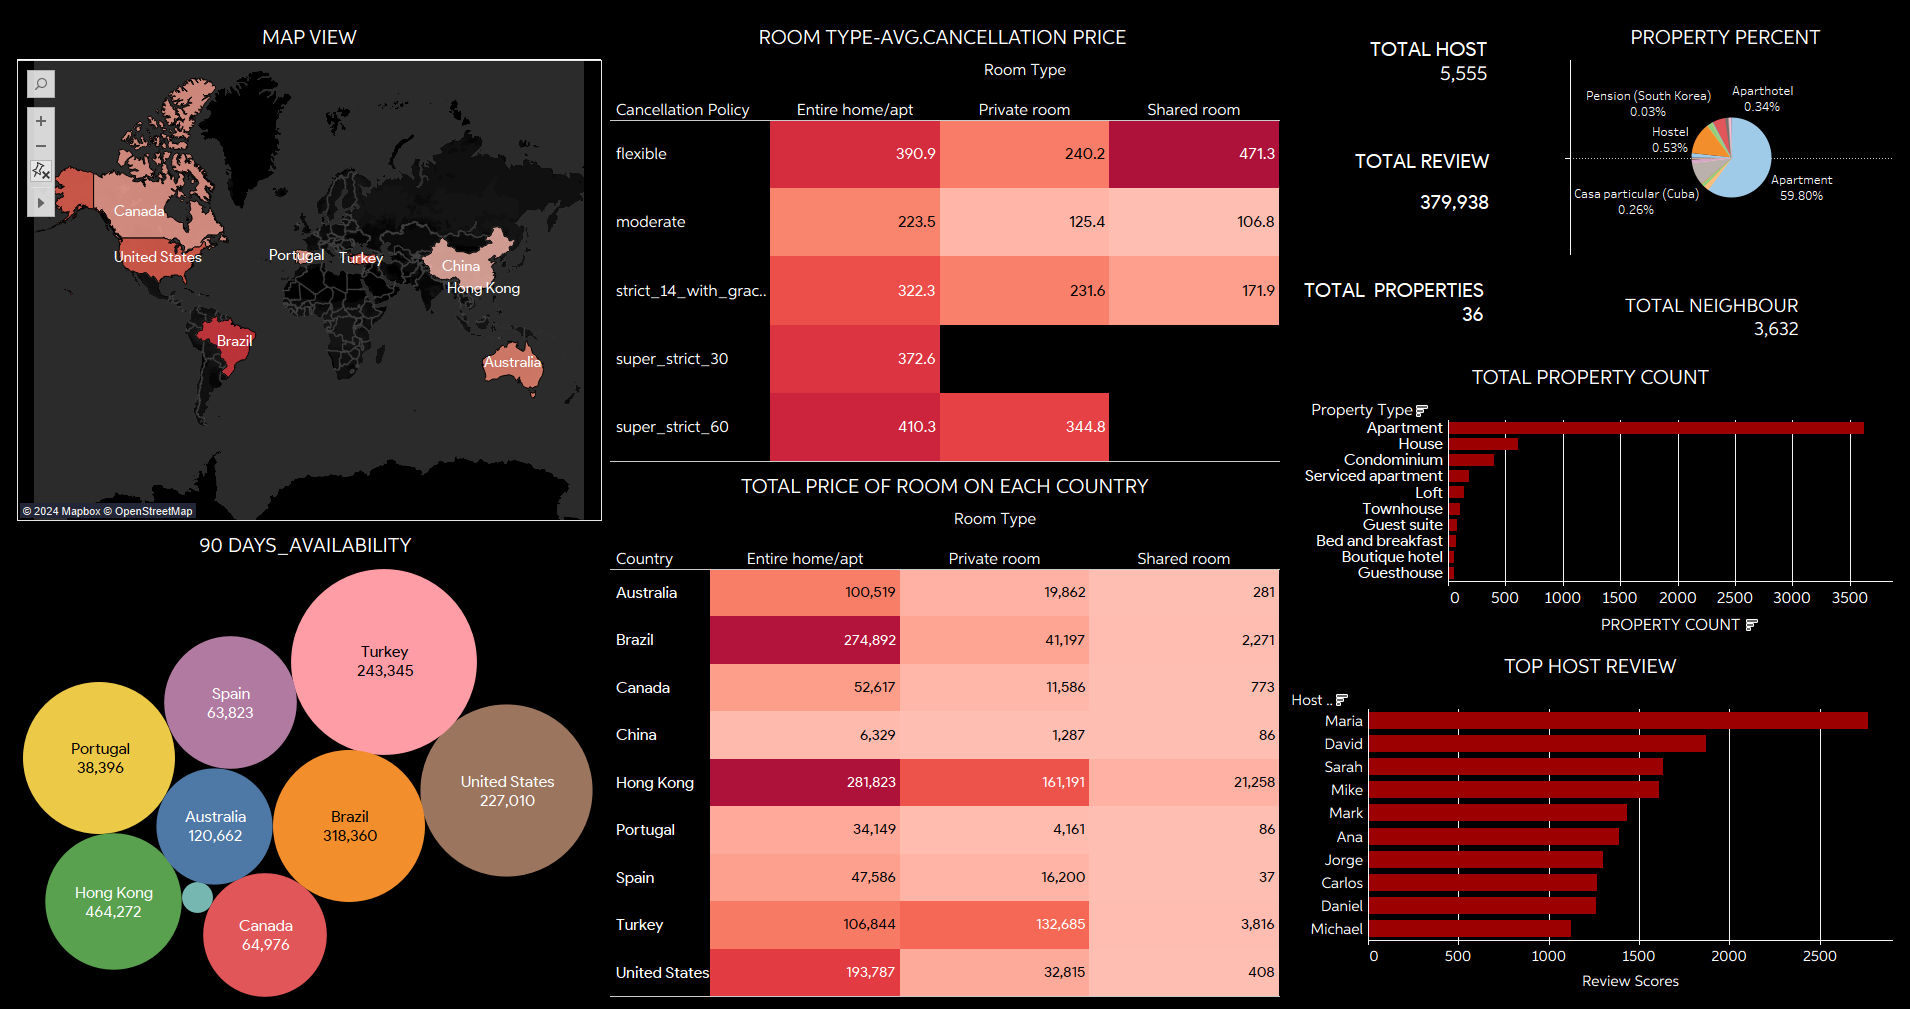 MAP VIEW
Canada
United States
Portugal
Turkey
China
Hong Kong
Brazil
Australia
© 2024 Mapbox © OpenStreetMap
90 DAYS_AVAILABILITY
Turkey
243,345
Spain
63,823
Portugal
38,396
United States
227,010
Australia
120,662
Brazil
318,360
Hong Kong
464,272
Canada
64,976
ROOM TYPE-AVG.CANCELLATION PRICE
Room Type
Cancellation Policy Entire home/apt Private room Shared room
flexible 390.9 240.2 471.3
moderate 223.5 125.4 106.8
strict_14_with_grac.. 322.3 231.6 171.9
super_strict_30 372.6
super_strict_60 410.3 344.8
TOTAL PRICE OF ROOM ON EACH COUNTRY
Room Type
Country Entire home/apt Private room Shared room
Australia 100,519 19,862 281
Brazil 274,892 41,197 2,271
Canada 52,617 11,586 773
China 6,329 1,287 86
Hong Kong 281,823 161,191 21,258
Portugal 34,149 4,161 86
Spain 47,586 16,200 37
Turkey 106,844 132,685 3,816
United States 193,787 32,815 408
TOTAL HOST
5,555
TOTAL REVIEW
379,938
TOTAL PROPERTIES
36
PROPERTY PERCENT
Pension (South Korea)
0.03%
Aparthotel
0.34%
Hostel
0.53%
Apartment
59.80%
Casa particular (Cuba)
0.26%
TOTAL NEIGHBOUR
3,632
TOTAL PROPERTY COUNT
Property Type
Apartment
House
Condominium
Serviced apartment
Loft
Townhouse
Guest suite
Bed and breakfast
Boutique hotel
Guesthouse
0 500 1000 1500 2000 2500 3000 3500
PROPERTY COUNT
TOP HOST REVIEW
Host ..
Maria
David
Sarah
Mike
Mark
Ana
Jorge
Carlos
Daniel
Michael
0 500 1000 1500 2000 2500
Review Scores